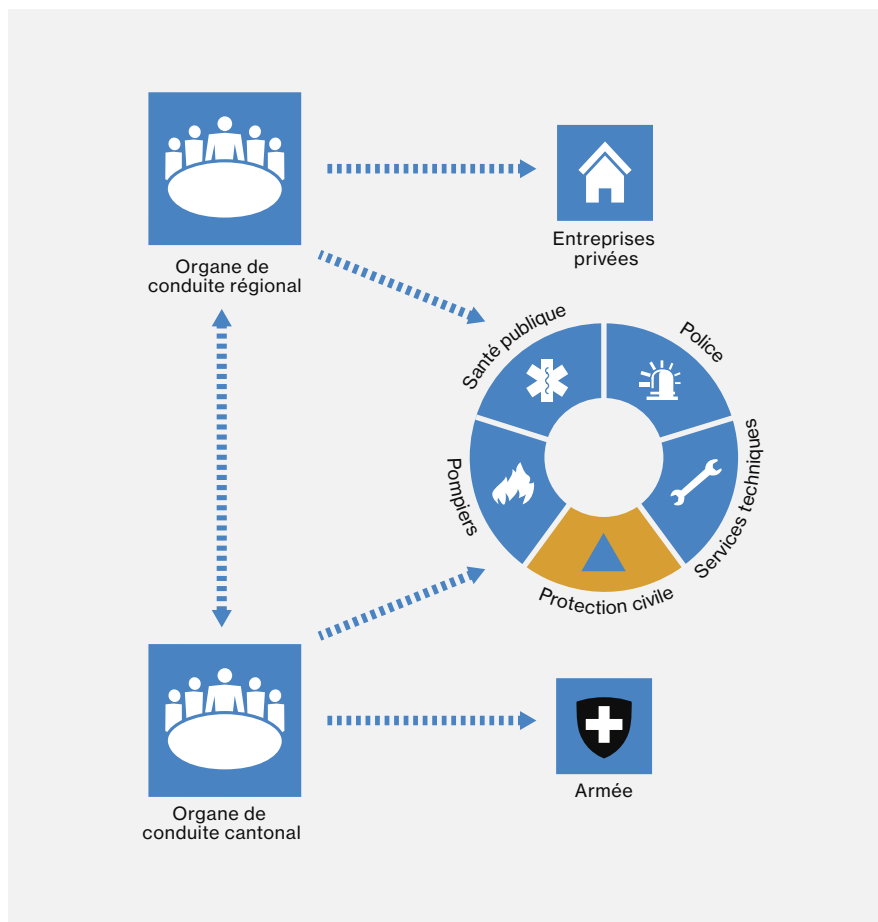 Organe de
conduite régional
Entreprises
privées
Santé publique
Police
Pompiers
Services techniques
Protection civile
Organe de
conduite cantonal
Armée